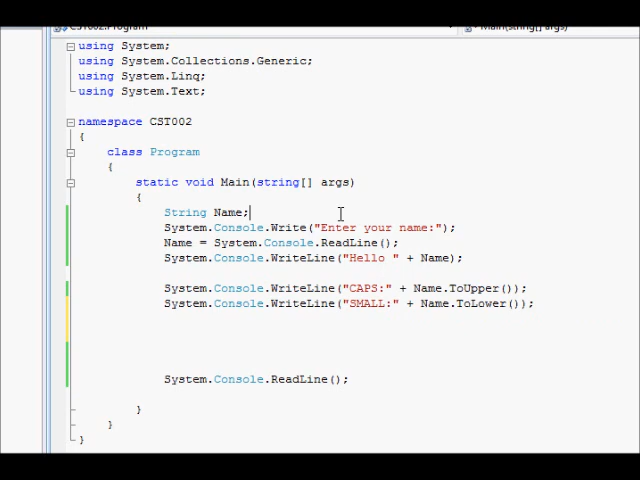 CST002.Program
Main(string[] args)
using System;
using System.Collections.Generic;
using System.Linq;
using System.Text;
namespace CST002
{
class Program
{
static void Main(string[] args)
{
String Name;
System.Console.Write("Enter your name:");
Name = System.Console.ReadLine();
System.Console.WriteLine("Hello " + Name);
System.Console.WriteLine("CAPS:" + Name.ToUpper());
System.Console.WriteLine("SMALL:" + Name.ToLower());
System.Console.ReadLine();
}
}
}